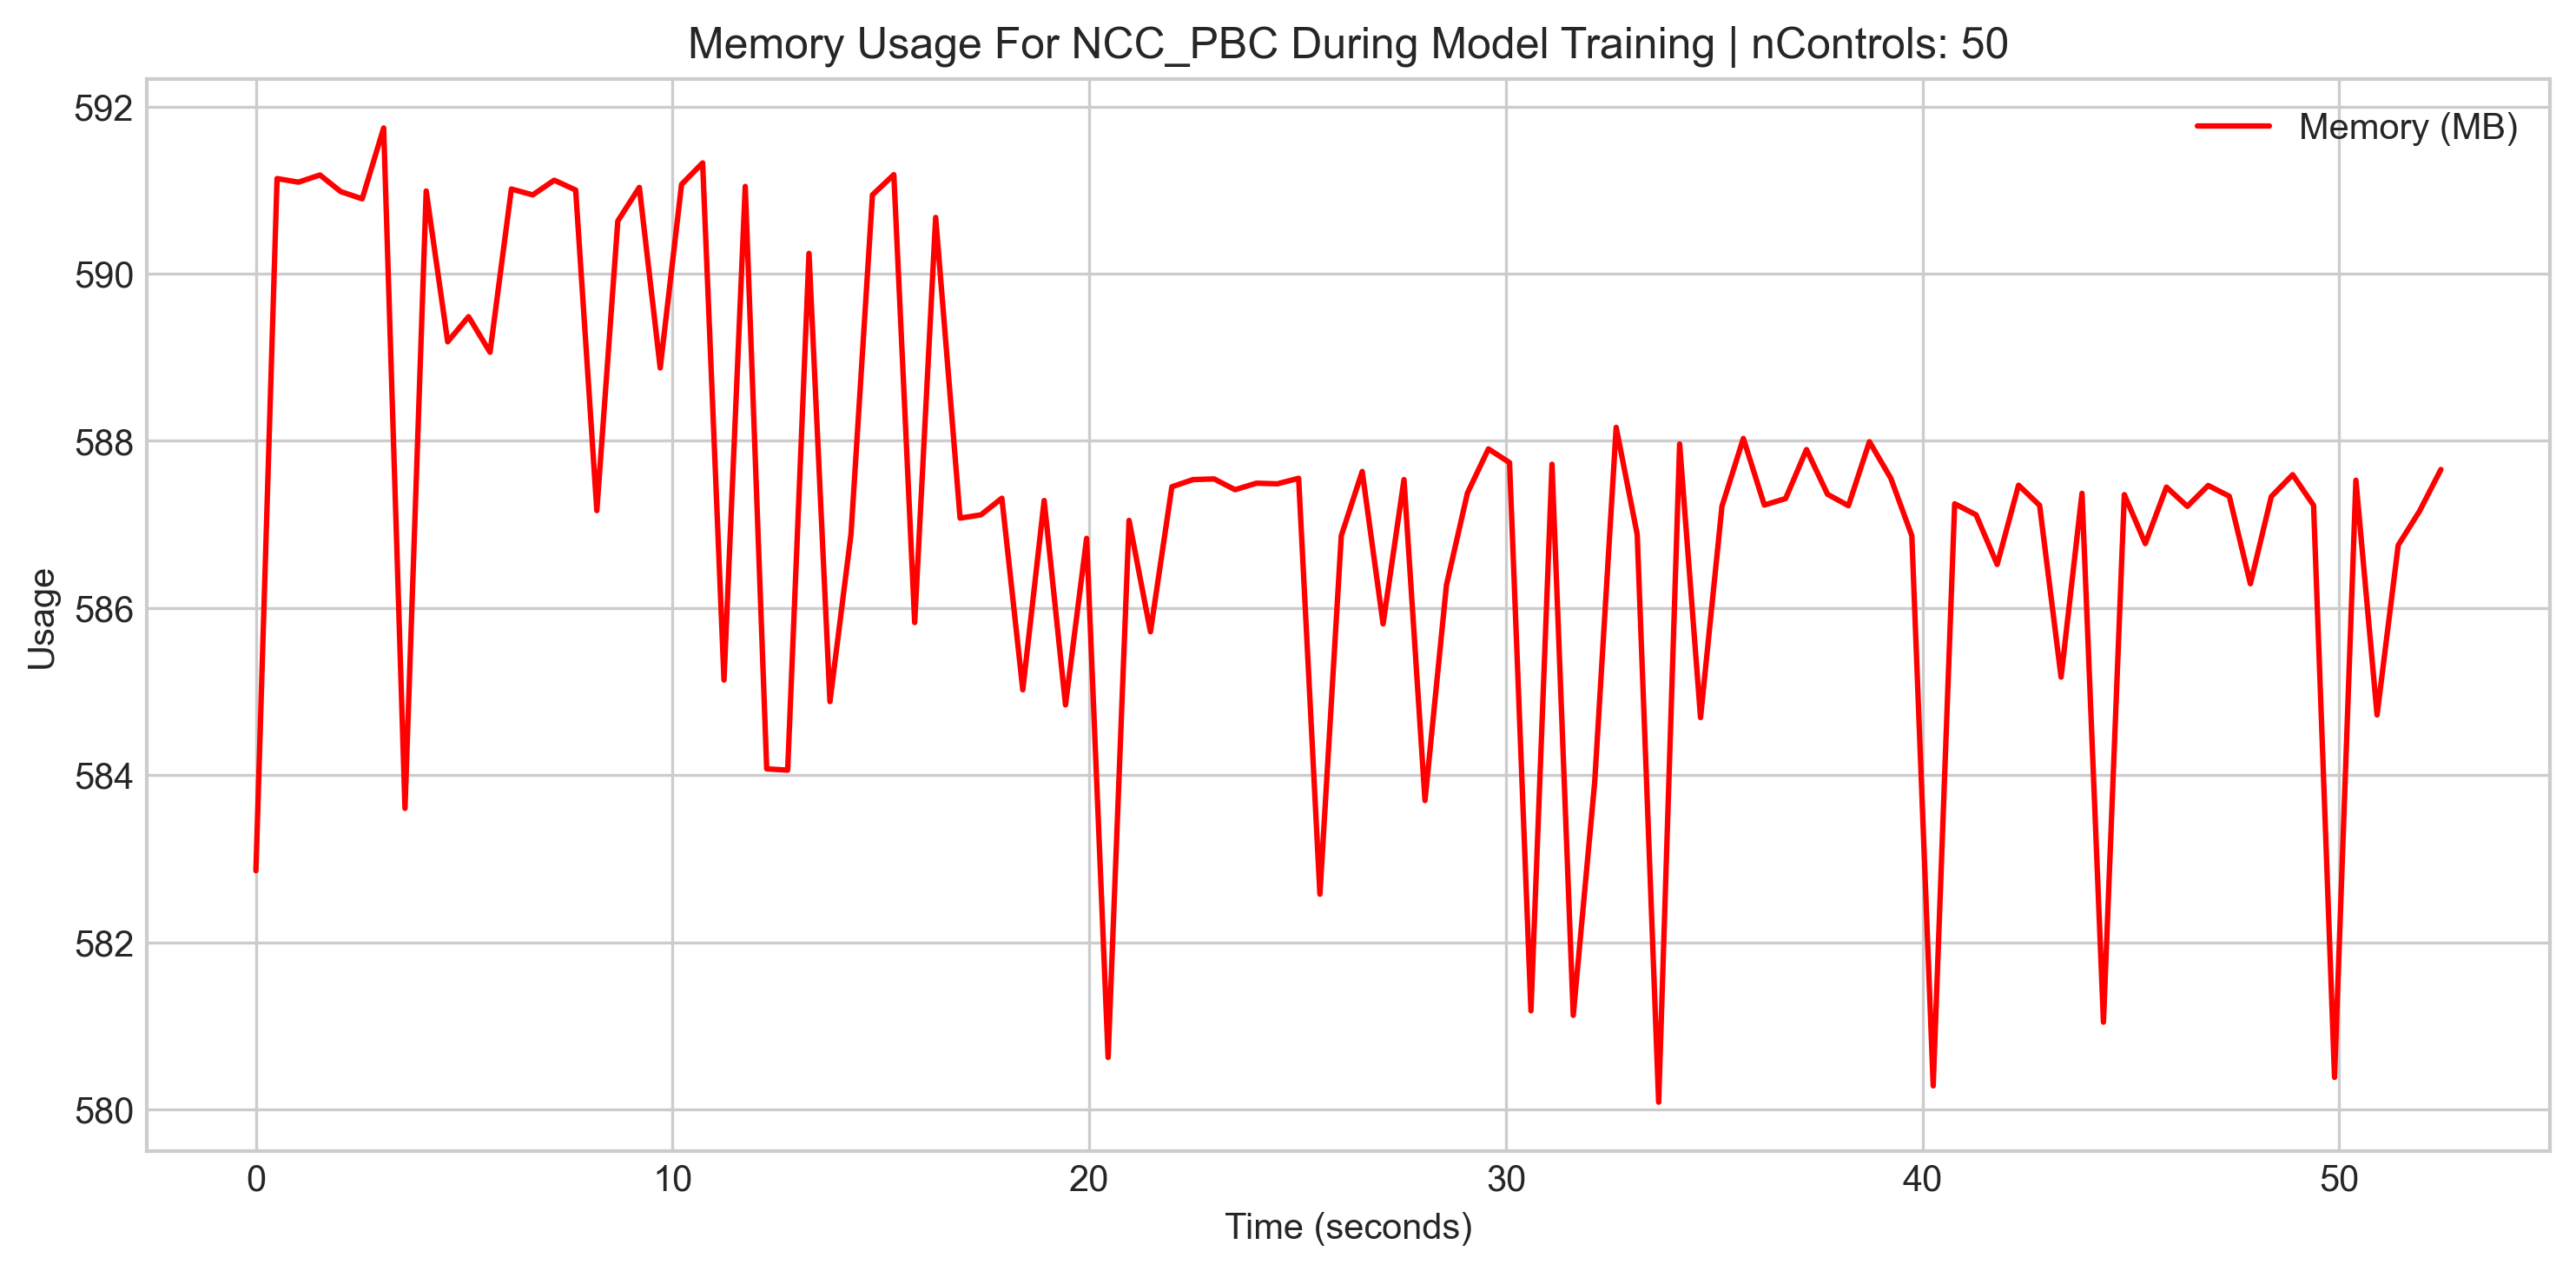 Memory Usage For NCC_PBC During Model Training | nControls: 50
592
590
588
586
584
582
580
Usage
Memory (MB)
0 10 20 30 40 50
Time (seconds)